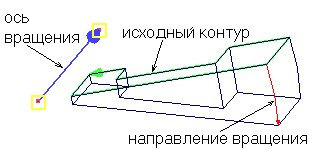 ось
вращения
исходный контур
направление вращения